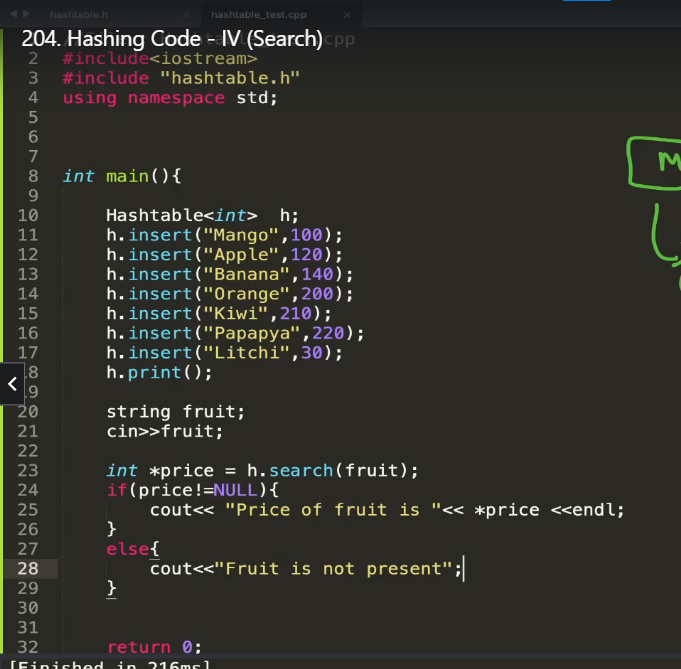 hashtable.h × hashtable_test.cpp ×
204. Hashing Code - IV (Search)
cpp
2 #include<iostream>
3 #include "hashtable.h"
4 using namespace std;
5
6
7
8 int main(){
9
10 Hashtable<int> h;
11 h.insert("Mango",100);
12 h.insert("Apple",120);
13 h.insert("Banana",140);
14 h.insert("Orange",200);
15 h.insert("Kiwi",210);
16 h.insert("Papapya",220);
17 h.insert("Litchi",30);
8 h.print();
9
20 string fruit;
21 cin>>fruit;
22
23 int *price = h.search(fruit);
24 if(price!=NULL){
25 cout<< "Price of fruit is "<< *price <<endl;
26 }
27 else{
28 cout<<"Fruit is not present";
29 }
30
31
32 return 0;
[Finished in 216ms]